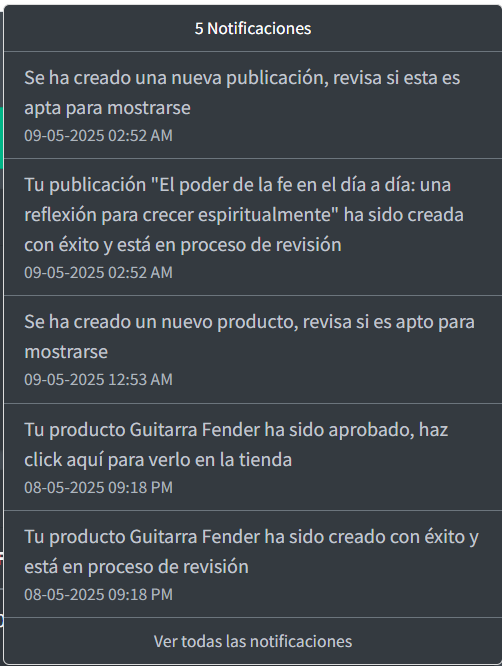 5 Notificaciones
Se ha creado una nueva publicación, revisa si esta es
apta para mostrarse
09-05-2025 02:52 AM
Tu publicación "El poder de la fe en el día a día: una
reflexión para crecer espiritualmente" ha sido creada
con éxito y está en proceso de revisión
09-05-2025 02:52 AM
Se ha creado un nuevo producto, revisa si es apto para
mostrarse
09-05-2025 12:53 AM
Tu producto Guitarra Fender ha sido aprobado, haz
click aquí para verlo en la tienda
08-05-2025 09:18 PM
Tu producto Guitarra Fender ha sido creado con éxito y
está en proceso de revisión
08-05-2025 09:18 PM
Ver todas las notificaciones